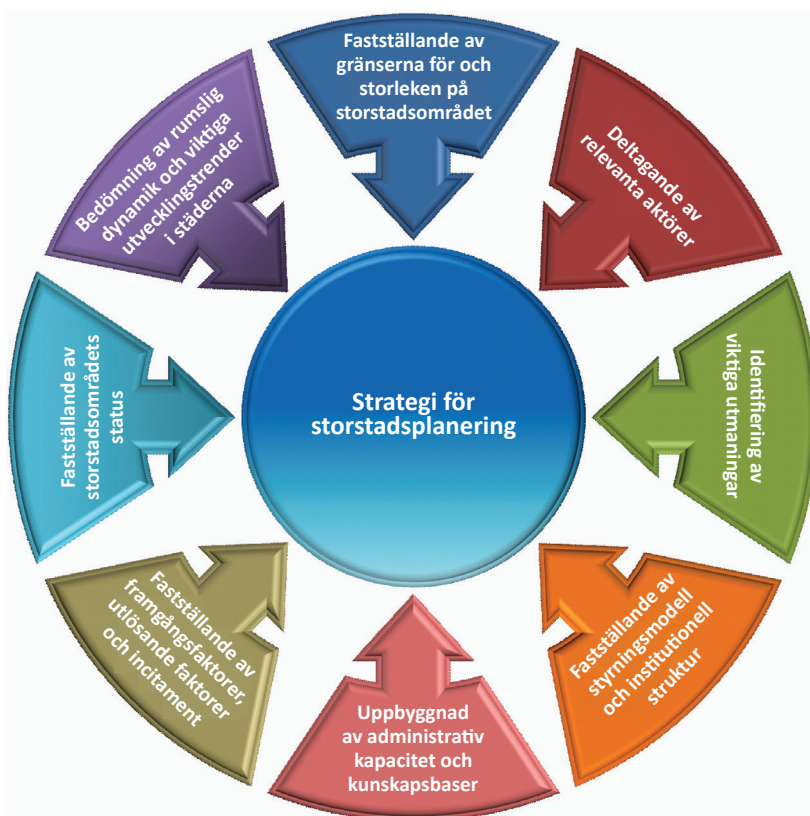 Fastställande av
gränserna för och
storleken på
storstadsområdet
Deltagande av
relevanta aktörer
Identifiering av
viktiga utmaningar
Fastställande av
styrningsmodell
och institutionell
struktur
Uppbyggnad
av administrativ
kapacitet och
kunskapsbaser
Fastställande av
framgångsfaktorer,
utlösande faktorer
och incitament
Fastställande av
storstadsområdets
status
Bedömning av rumslig
dynamik och viktiga
utvecklingstrender
i städerna
Strategi för
storstadsplanering